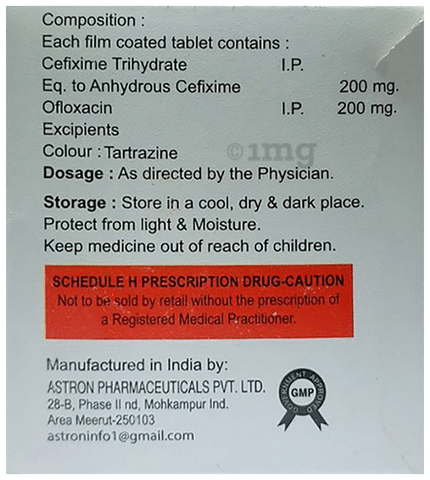 Composition :
Each film coated tablet contains :
Cefixime Trihydrate I.P.
Eq. to Anhydrous Cefixime 200 mg.
Ofloxacin I.P. 200 mg.
Excipients
Colour : Tartrazine
©1mg
Dosage : As directed by the Physician.
Storage : Store in a cool, dry & dark place.
Protect from light & Moisture.
Keep medicine out of reach of children.
SCHEDULE H PRESCRIPTION DRUG-CAUTION
Not to be sold by retail without the prescription of
a Registered Medical Practitioner.
Manufactured in India by:
ASTRON PHARMACEUTICALS PVT. LTD.
28-B, Phase II nd, Mohkampur Ind.
Area Meerut-250103
astroninfo1@gmail.com
GOVERNMENT APPROVED
GMP